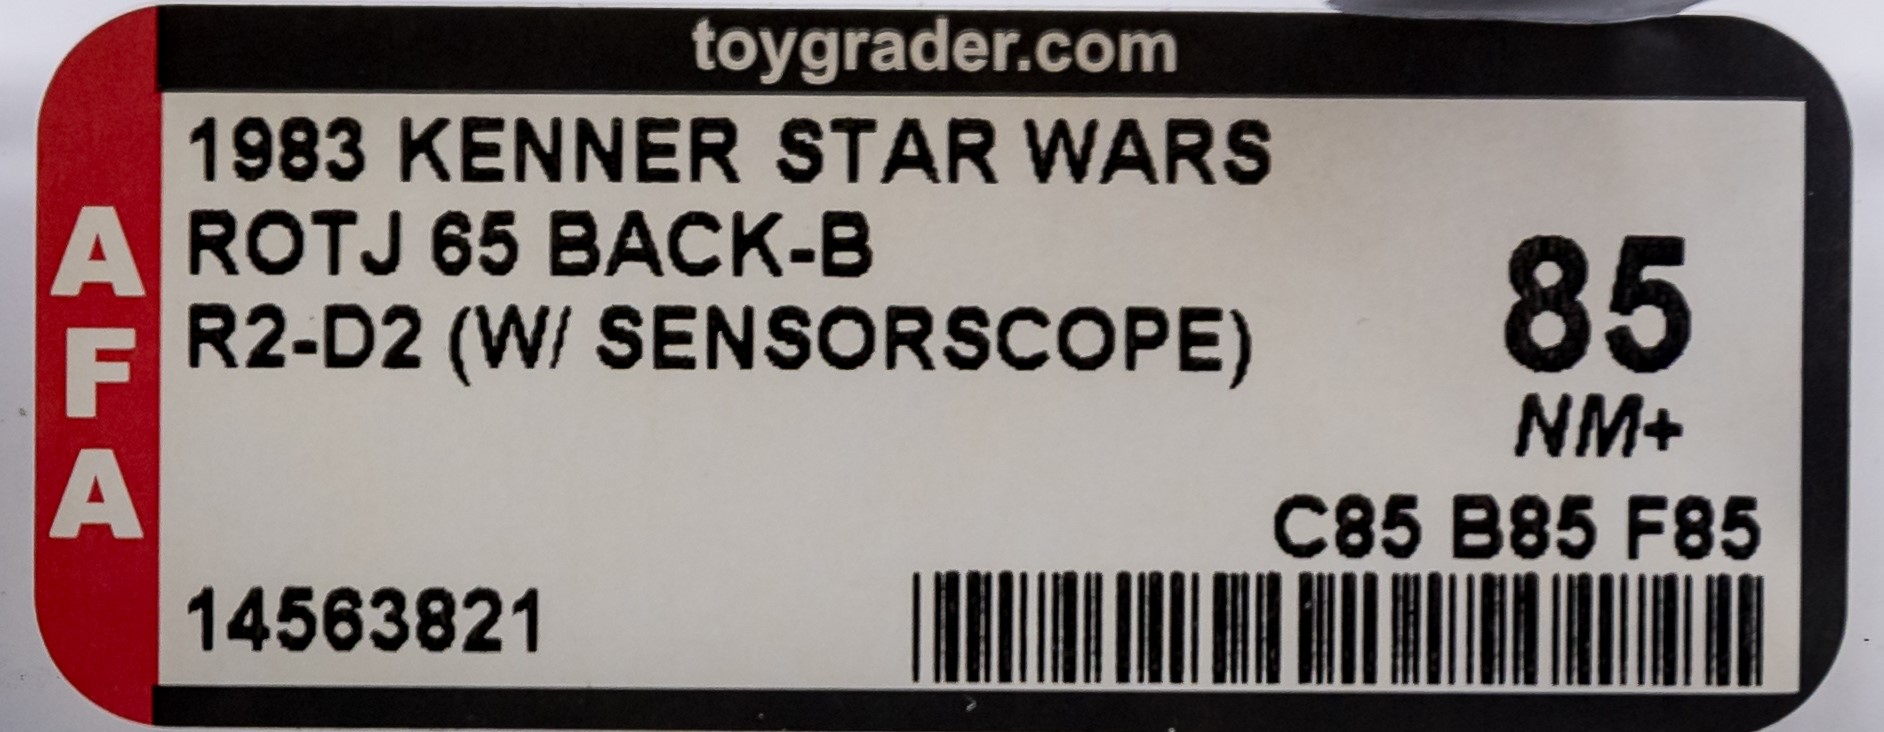 toygrader.com
AFA
1983 KENNER STAR WARS
ROTJ 65 BACK-B
R2-D2 (W/ SENSORSCOPE)
85
NM+
C85 B85 F85
14563821